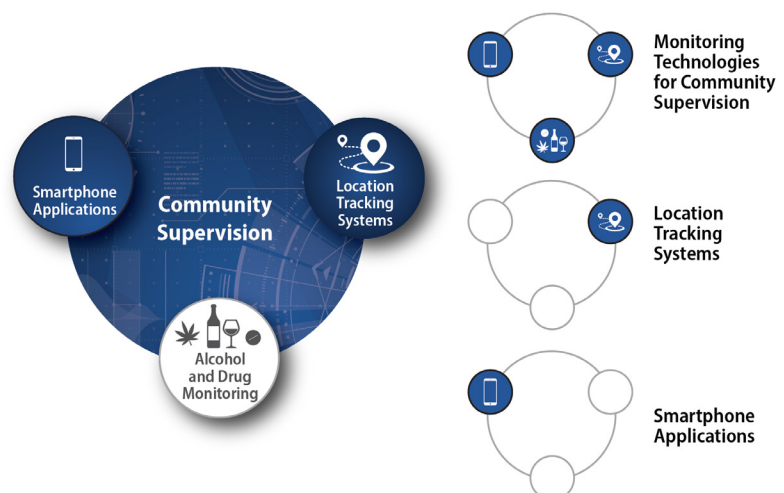 Smartphone
Applications
Community
Supervision
Location
Tracking
Systems
Alcohol
and Drug
Monitoring
Monitoring
Technologies
for Community
Supervision
Location
Tracking
Systems
Smartphone
Applications